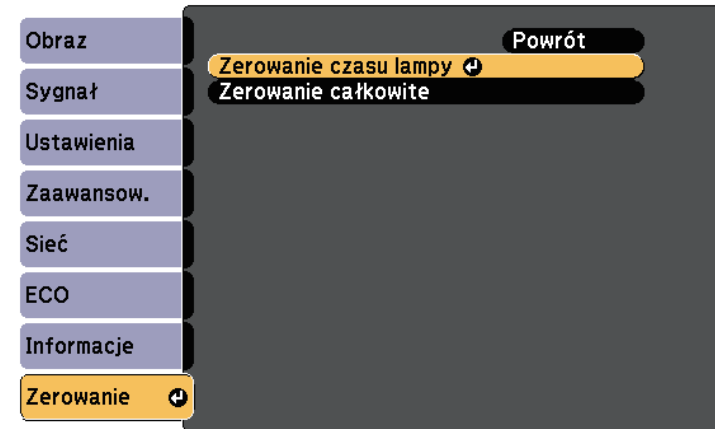 Obraz
Sygnał
Ustawienia
Zaawansow.
Sieć
ECO
Informacje
Zerowanie
Powrót
Zerowanie czasu lampy
Zerowanie całkowite